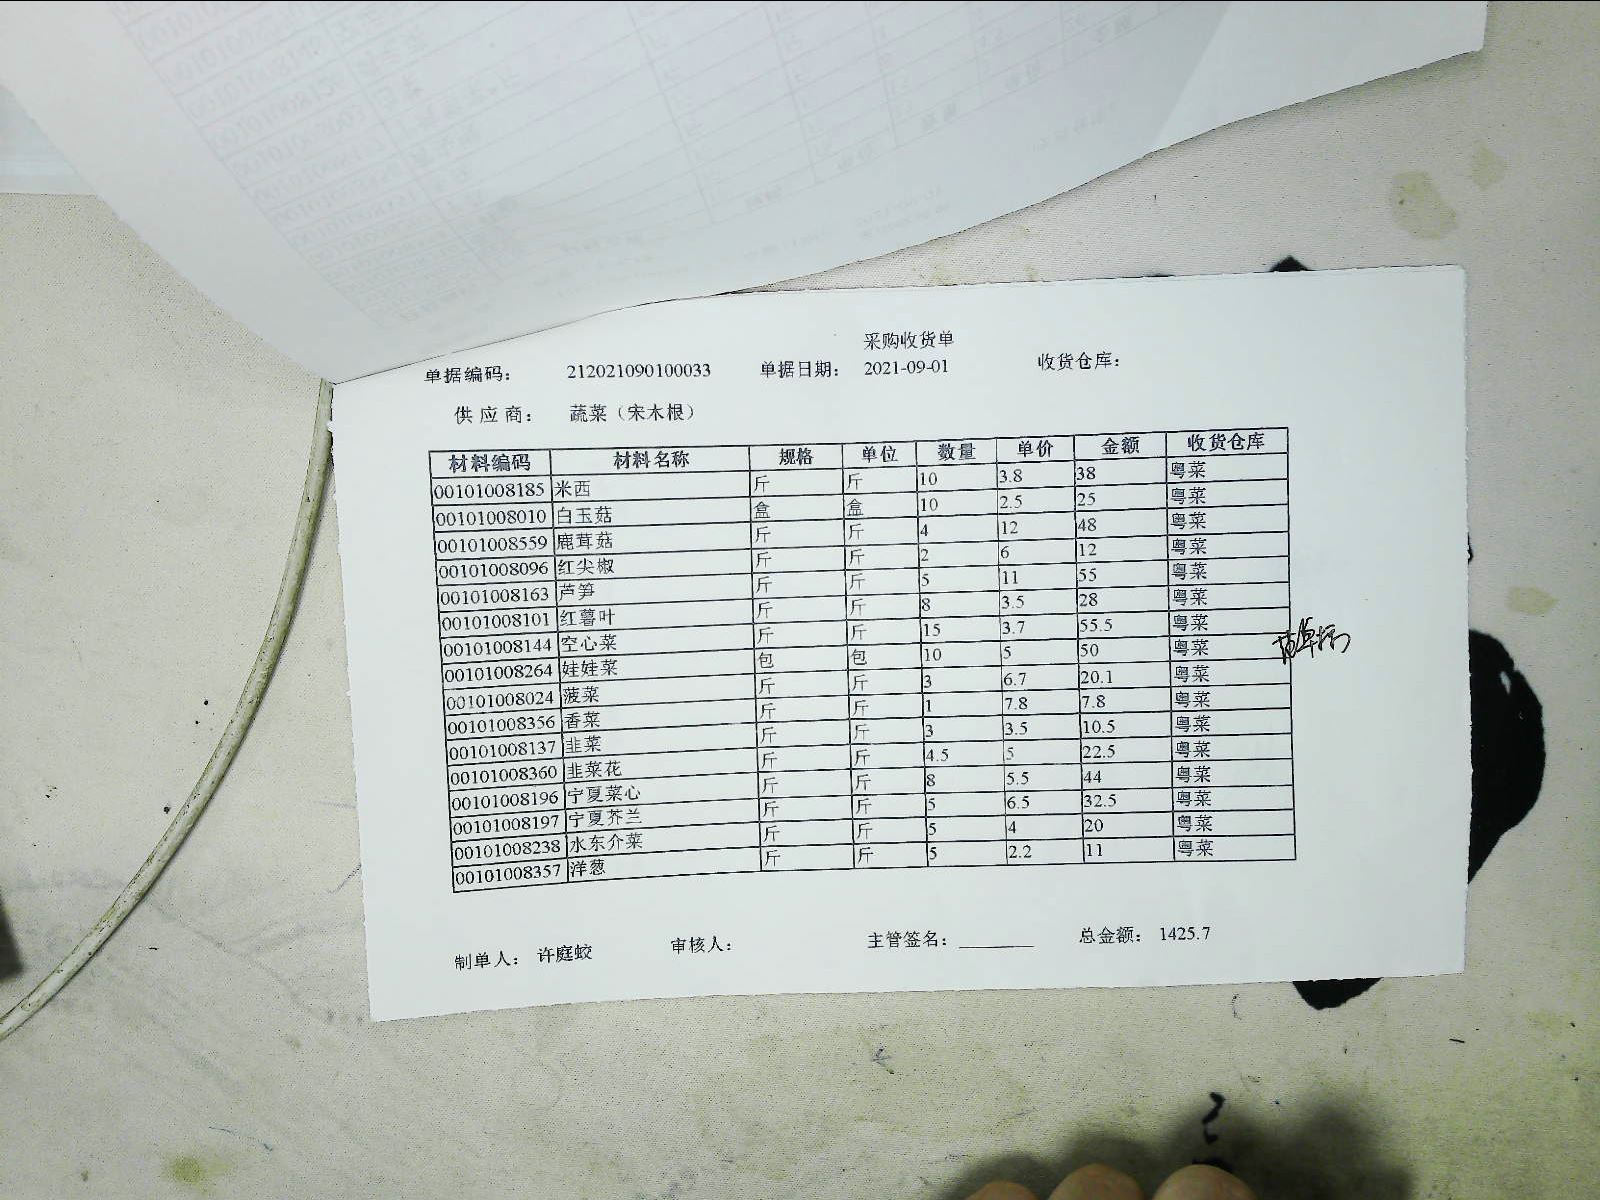 采购收货单
单据编码： 212021090100033 单据日期： 2021-09-01 收货仓库：
供应商： 蔬菜（宋木根）
材料编码 材料名称 规格 单位 数量 单价 金额 收货仓库
00101008185 米西 斤 斤 10 3.8 38 粤菜
00101008010 白玉菇 盒 盒 10 2.5 25 粤菜
00101008559 鹿茸菇 斤 斤 4 12 48 粤菜
00101008096 红尖椒 斤 斤 2 6 12 粤菜
00101008163 芦笋 斤 斤 5 11 55 粤菜
00101008101 红薯叶 斤 斤 8 3.5 28 粤菜
00101008144 空心菜 斤 斤 15 3.7 55.5 粤菜
00101008264 娃娃菜 包 包 10 5 50 粤菜
00101008024 菠菜 斤 斤 3 6.7 20.1 粤菜
00101008356 香菜 斤 斤 1 7.8 7.8 粤菜
00101008137 韭菜 斤 斤 3 3.5 10.5 粤菜
00101008360 韭菜花 斤 斤 4.5 5 22.5 粤菜
00101008196 宁夏菜心 斤 斤 8 5.5 44 粤菜
00101008197 宁夏芥兰 斤 斤 5 6.5 32.5 粤菜
00101008238 水东介菜 斤 斤 5 4 20 粤菜
00101008357 洋葱 斤 斤 5 2.2 11 粤菜
制单人： 许庭蛟 审核人： 主管签名： 总金额： 1425.7